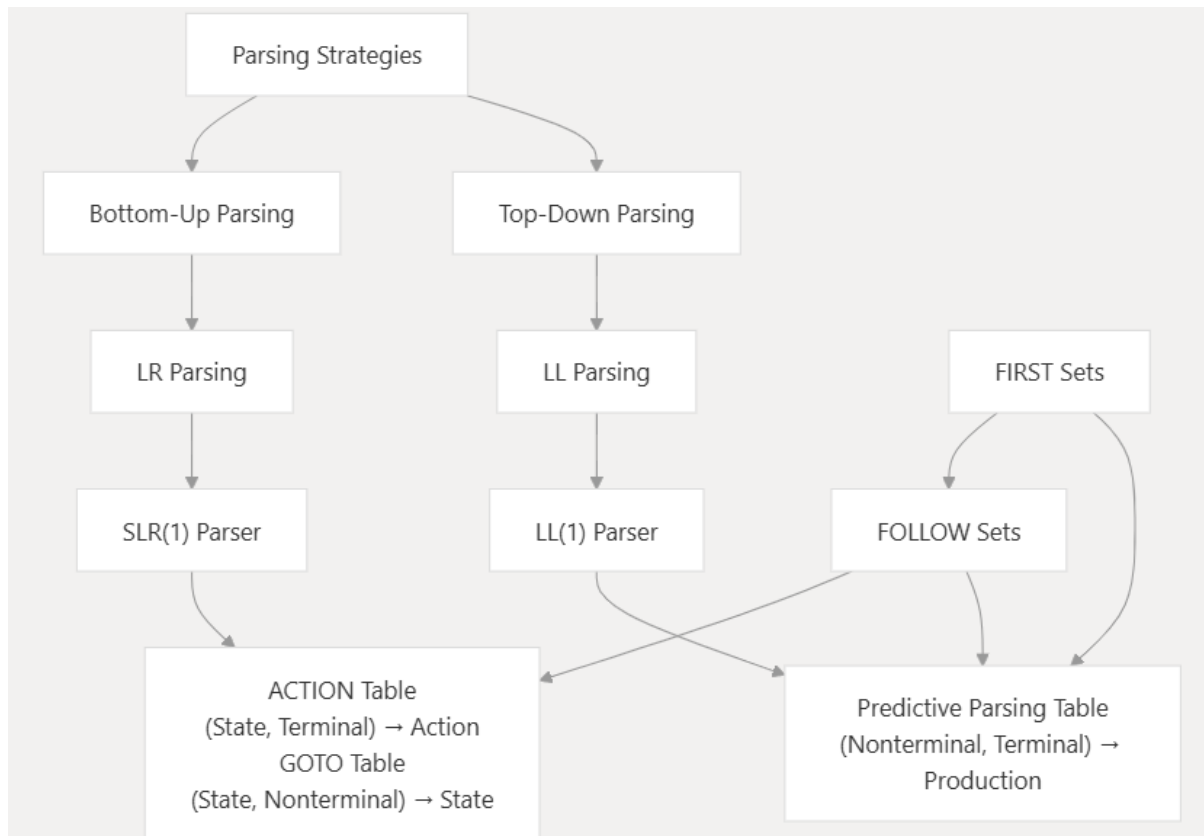 Parsing Strategies
Bottom-Up Parsing
Top-Down Parsing
LR Parsing
LL Parsing
FIRST Sets
SLR(1) Parser
LL(1) Parser
FOLLOW Sets
ACTION Table
(State, Terminal) → Action
GOTO Table
(State, Nonterminal) → State
Predictive Parsing Table
(Nonterminal, Terminal) →
Production